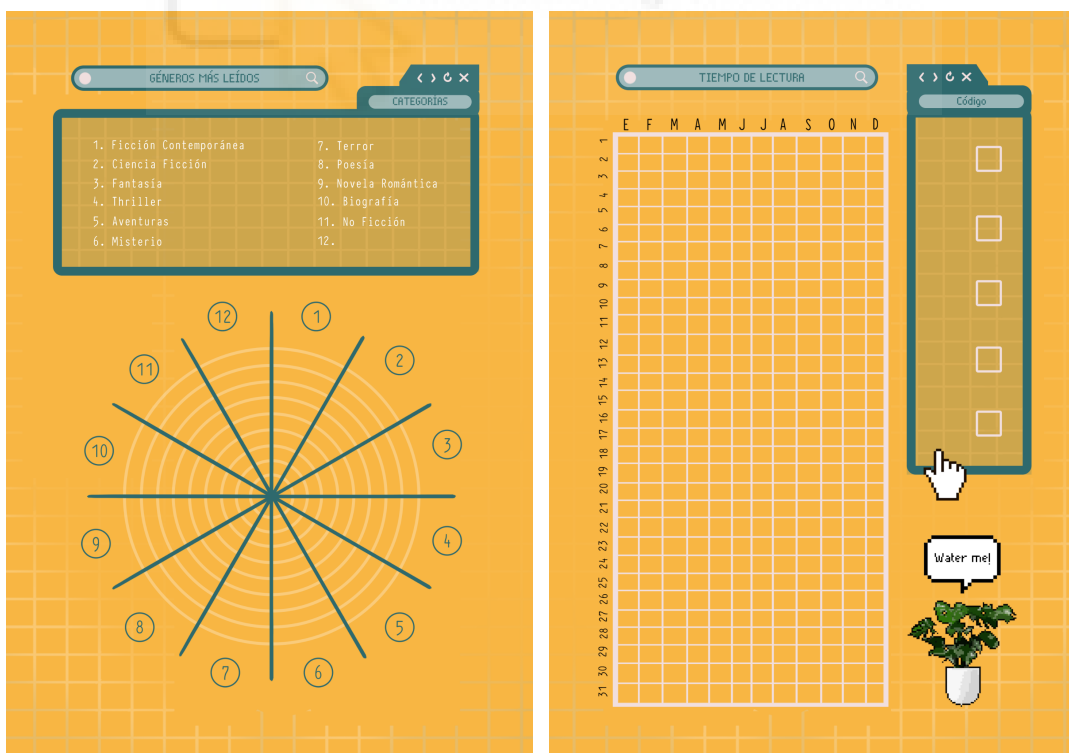 GÉNEROS MÁS LEÍDOS
CATEGORÍAS
1. Ficción Contemporánea
2. Ciencia Ficción
3. Fantasía
4. Thriller
5. Aventuras
6. Misterio
7. Terror
8. Poesía
9. Novela Romántica
10. Biografía
11. No Ficción
12.
12
1
11
2
10
3
9
4
8
5
7
6
TIEMPO DE LECTURA
Código
E F M A M J J A S O N D
1
2
3
4
5
6
7
8
9
10
11
12
13
14
15
16
17
18
19
20
21
22
23
24
25
26
27
28
29
30
31
Water me!